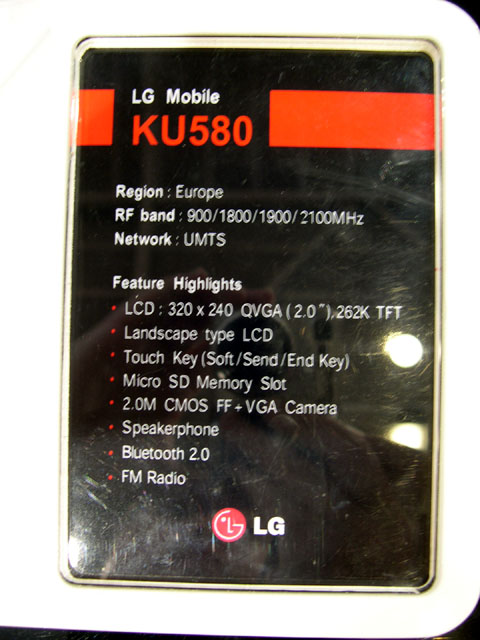 LG Mobile
KU580
Region : Europe
RF band : 900/1800/1900/2100MHz
Network : UMTS
Feature Highlights
• LCD : 320 x 240 QVGA ( 2.0"), 262K TFT
• Landscape type LCD
• Touch Key (Soft/Send/End Key)
• Micro SD Memory Slot
• 2.0M CMOS FF + VGA Camera
• Speakerphone
• Bluetooth 2.0
• FM Radio
LG